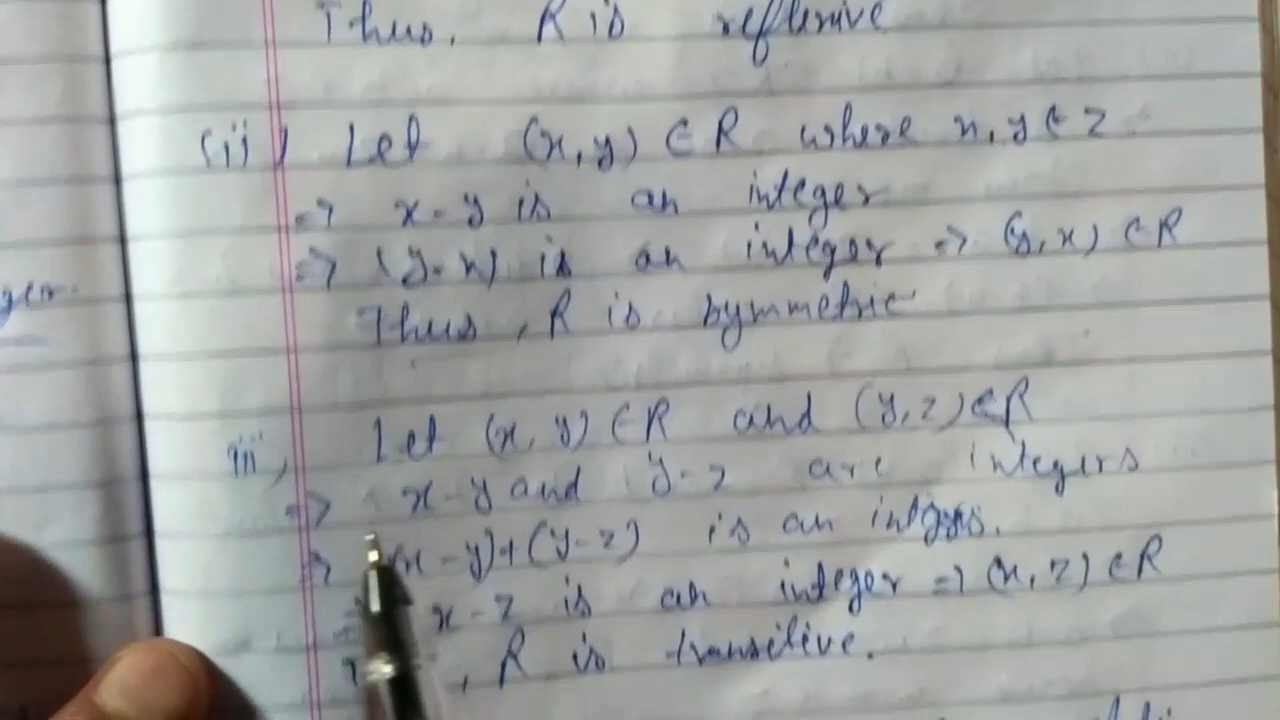 Thus, R is reflexive
(ii) Let (x, y) ∈ R where x, y ∈ Z
=> x-y is an integer
=> (y-x) is an integer => (y, x) ∈ R
Thus, R is symmetric
iii) Let (x, y) ∈ R and (y, z) ∈ R
=> x-y and y-z are integers
=> (x-y)+(y-z) is an integer.
=> x-z is an integer => (x, z) ∈ R
, R is transitive.